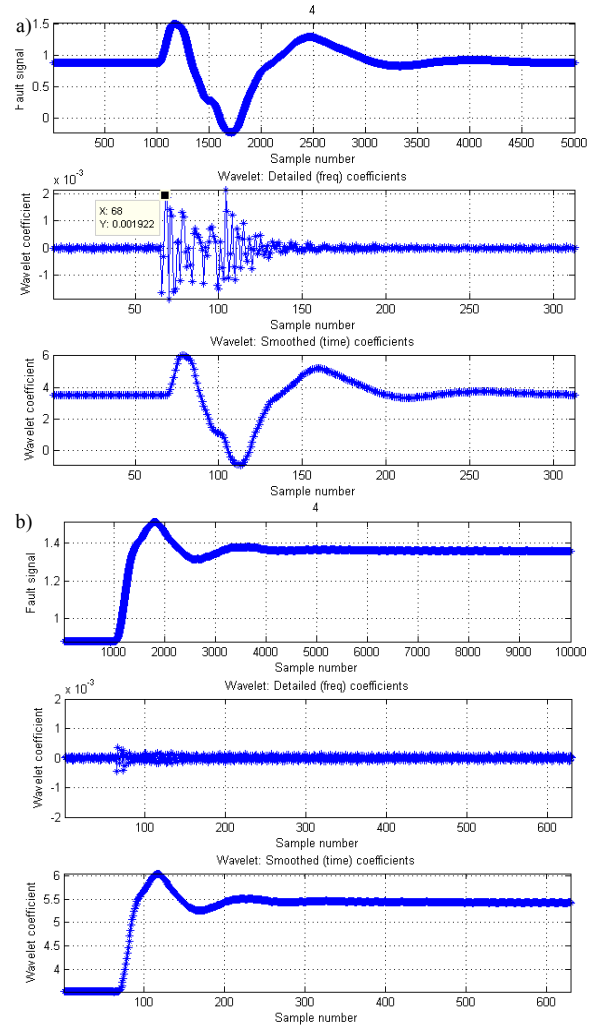 4
a)
1.5
1
0.5
0
Fault signal
500 1000 1500 2000 2500 3000 3500 4000 4500 5000
Sample number
Wavelet: Detailed (freq) coefficients
x 10-3
2
1
0
-1
Wavelet coefficient
X: 68
Y: 0.001922
50 100 150 200 250 300
Sample number
Wavelet: Smoothed (time) coefficients
6
4
2
0
Wavelet coefficient
50 100 150 200 250 300
Sample number
4
b)
1.4
1.2
1
Fault signal
1000 2000 3000 4000 5000 6000 7000 8000 9000 10000
Sample number
Wavelet: Detailed (freq) coefficients
x 10-3
2
1
0
-1
-2
Wavelet coefficient
100 200 300 400 500 600
Sample number
Wavelet: Smoothed (time) coefficients
6
5.5
5
4.5
4
Wavelet coefficient
100 200 300 400 500 600
Sample number